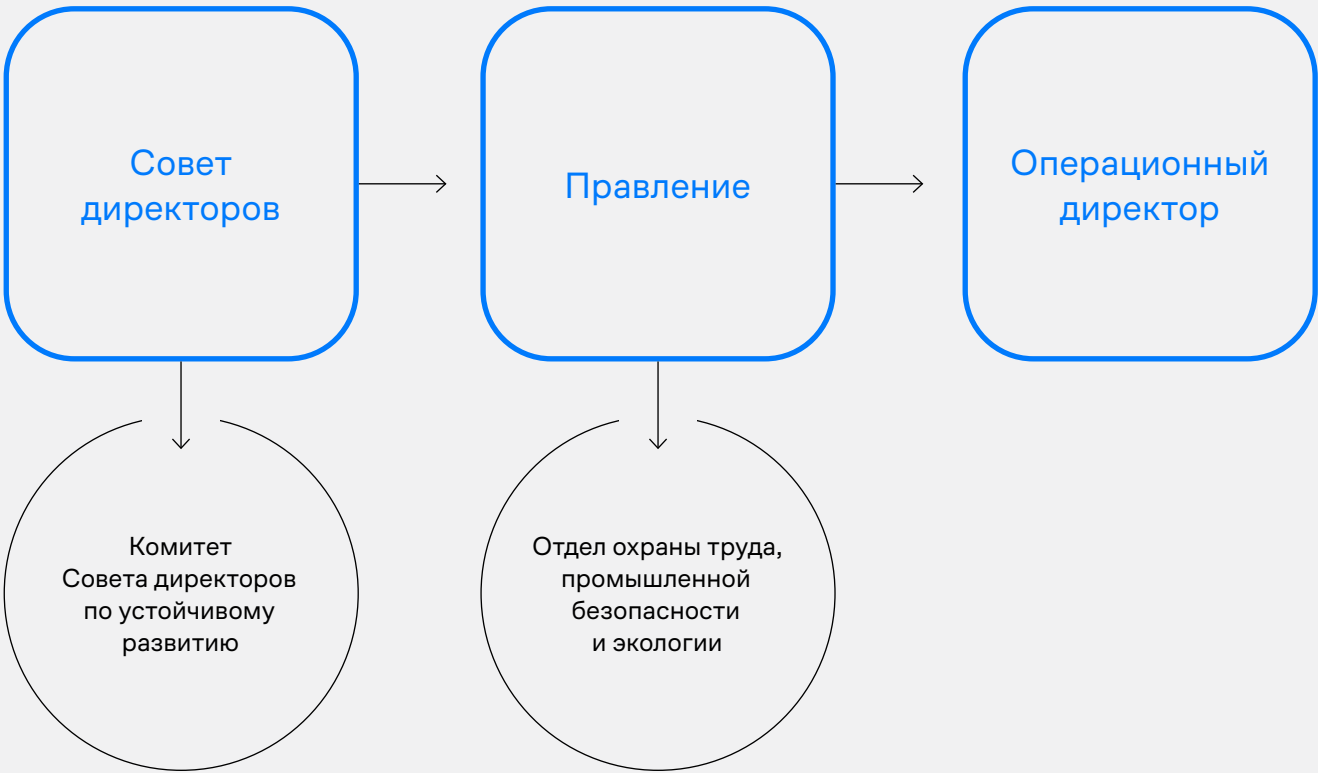 Совет
директоров
Правление
Операционный
директор
Комитет
Совета директоров
по устойчивому
развитию
Отдел охраны труда,
промышленной
безопасности
и экологии